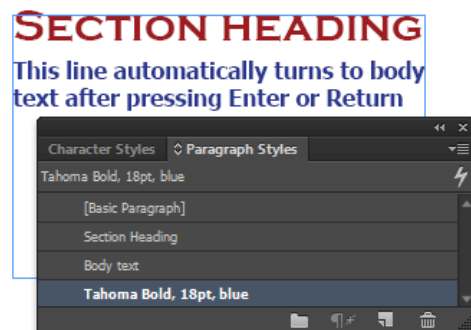 SECTION HEADING
This line automatically turns to body
text after pressing Enter or Return
Character Styles Paragraph Styles
Tahoma Bold, 18pt, blue
[Basic Paragraph]
Section Heading
Body text
Tahoma Bold, 18pt, blue